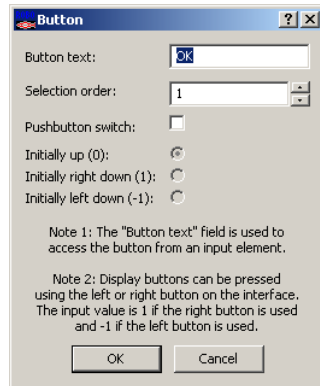 Button
Button text:
OK
Selection order:
1
Pushbutton switch:
Initially up (0):
Initially right down (1):
Initially left down (-1):
Note 1: The "Button text" field is used to
access the button from an input element.
Note 2: Display buttons can be pressed
using the left or right button on the interface.
The input value is 1 if the right button is used
and -1 if the left button is used.
OK
Cancel